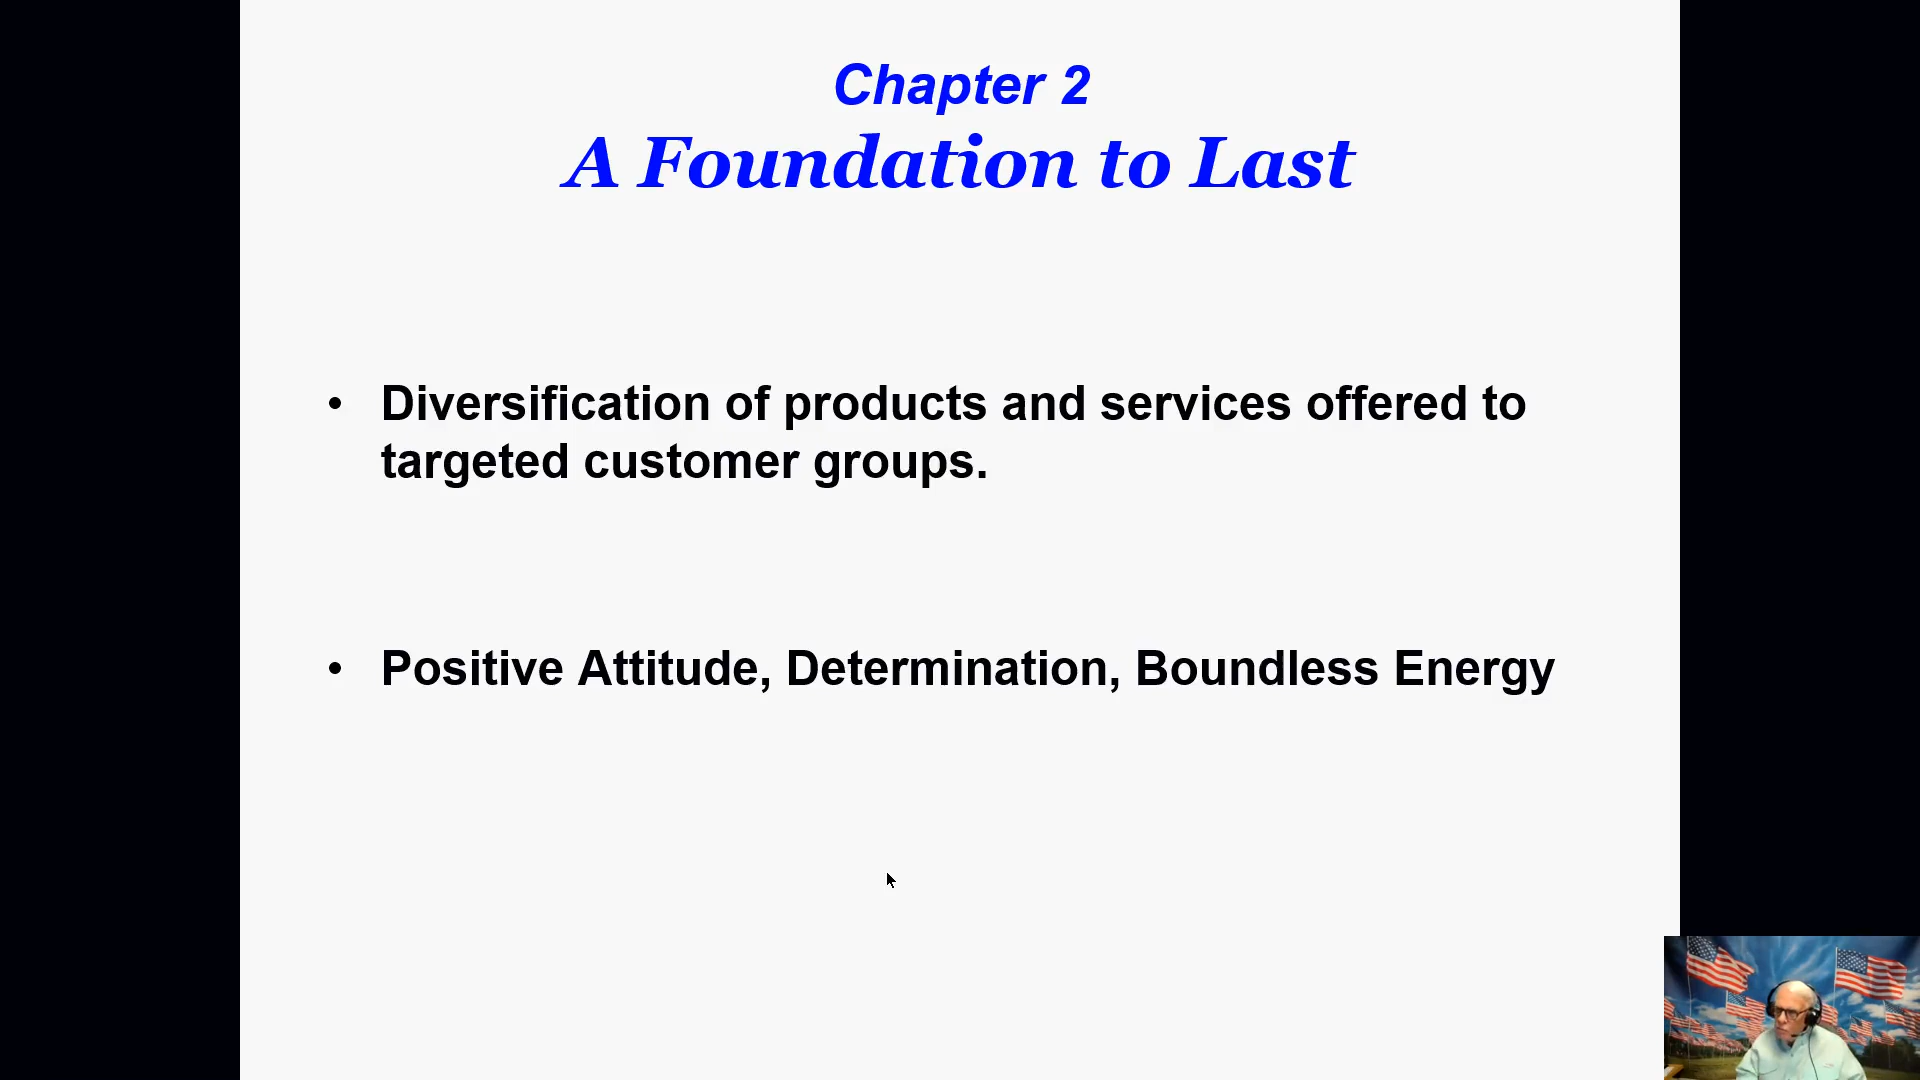 Chapter 2
A Foundation to Last
• Diversification of products and services offered to
targeted customer groups.
• Positive Attitude, Determination, Boundless Energy